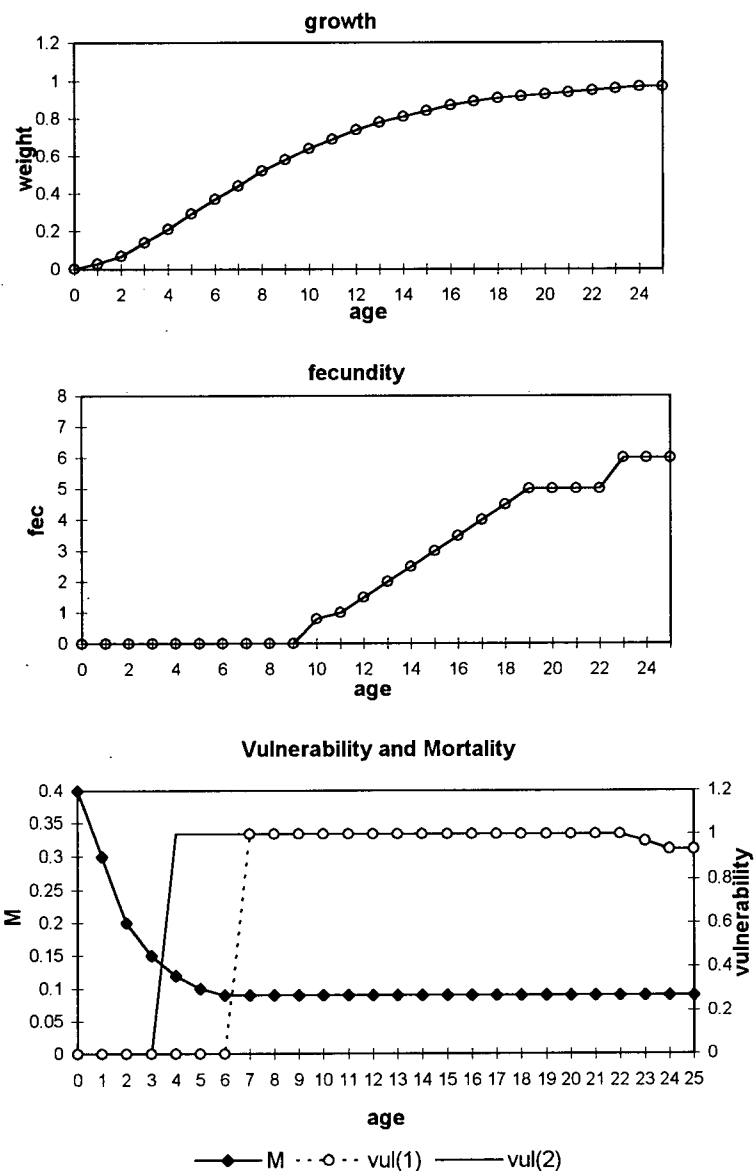 growth
1.2
1
0.8
0.6
0.4
0.2
0
weight
0 2 4 6 8 10 12 14 16 18 20 22 24
age
fecundity
8
7
6
5
4
3
2
1
0
fec
0 2 4 6 8 10 12 14 16 18 20 22 24
age
Vulnerability and Mortality
0.4
0.35
0.3
0.25
0.2
0.15
0.1
0.05
0
M
1.2
1
0.8
0.6
0.4
0.2
0
vulnerability
0 1 2 3 4 5 6 7 8 9 10 11 12 13 14 15 16 17 18 19 20 21 22 23 24 25
age
M vul(1) vul(2)